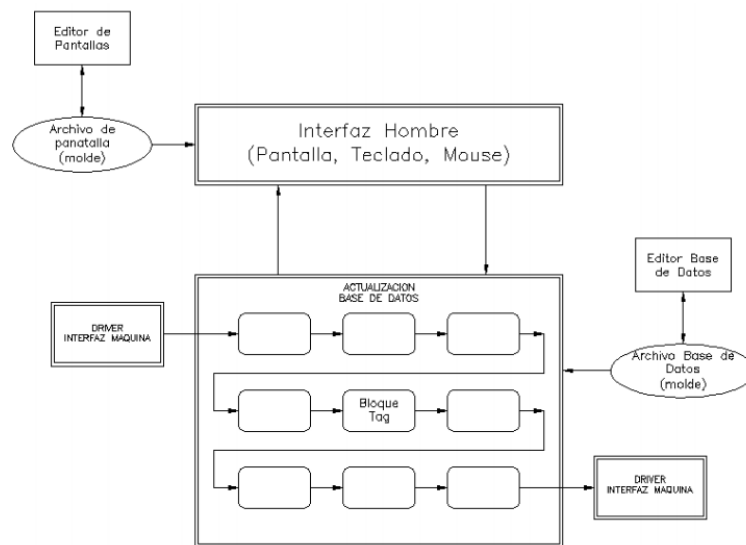 Editor de
Pantallas
Archivo de
panatalla
(molde)
Interfaz Hombre
(Pantalla, Teclado, Mouse)
Editor Base
de Datos
ACTUALIZACION
BASE DE DATOS
DRIVER
INTERFAZ MAQUINA
Archivo Base de
Datos
(molde)
Bloque
Tag
DRIVER
INTERFAZ MAQUINA